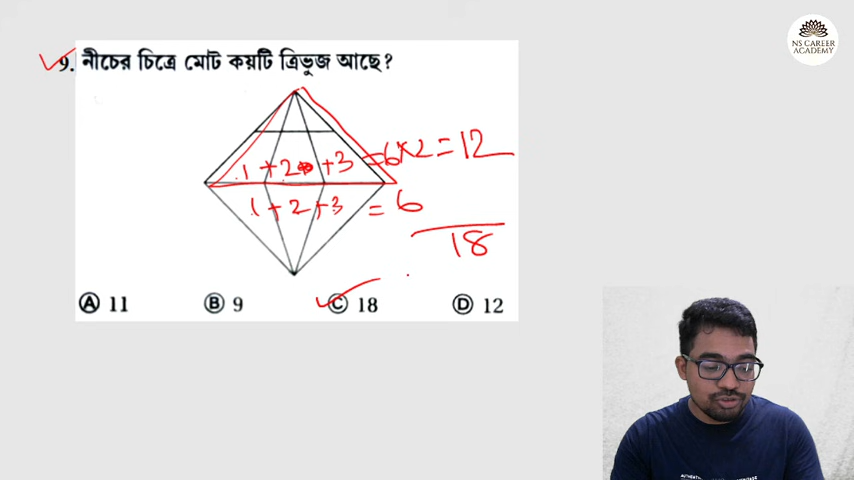 NS CAREER
ACADEMY
9. নীচের চিত্রে মোট কয়টি ত্রিভুজ আছে?
1 + 2 + 3 = 6 × 2 = 12
1 + 2 + 3 = 6
18
A 11 B 9 C 18 D 12